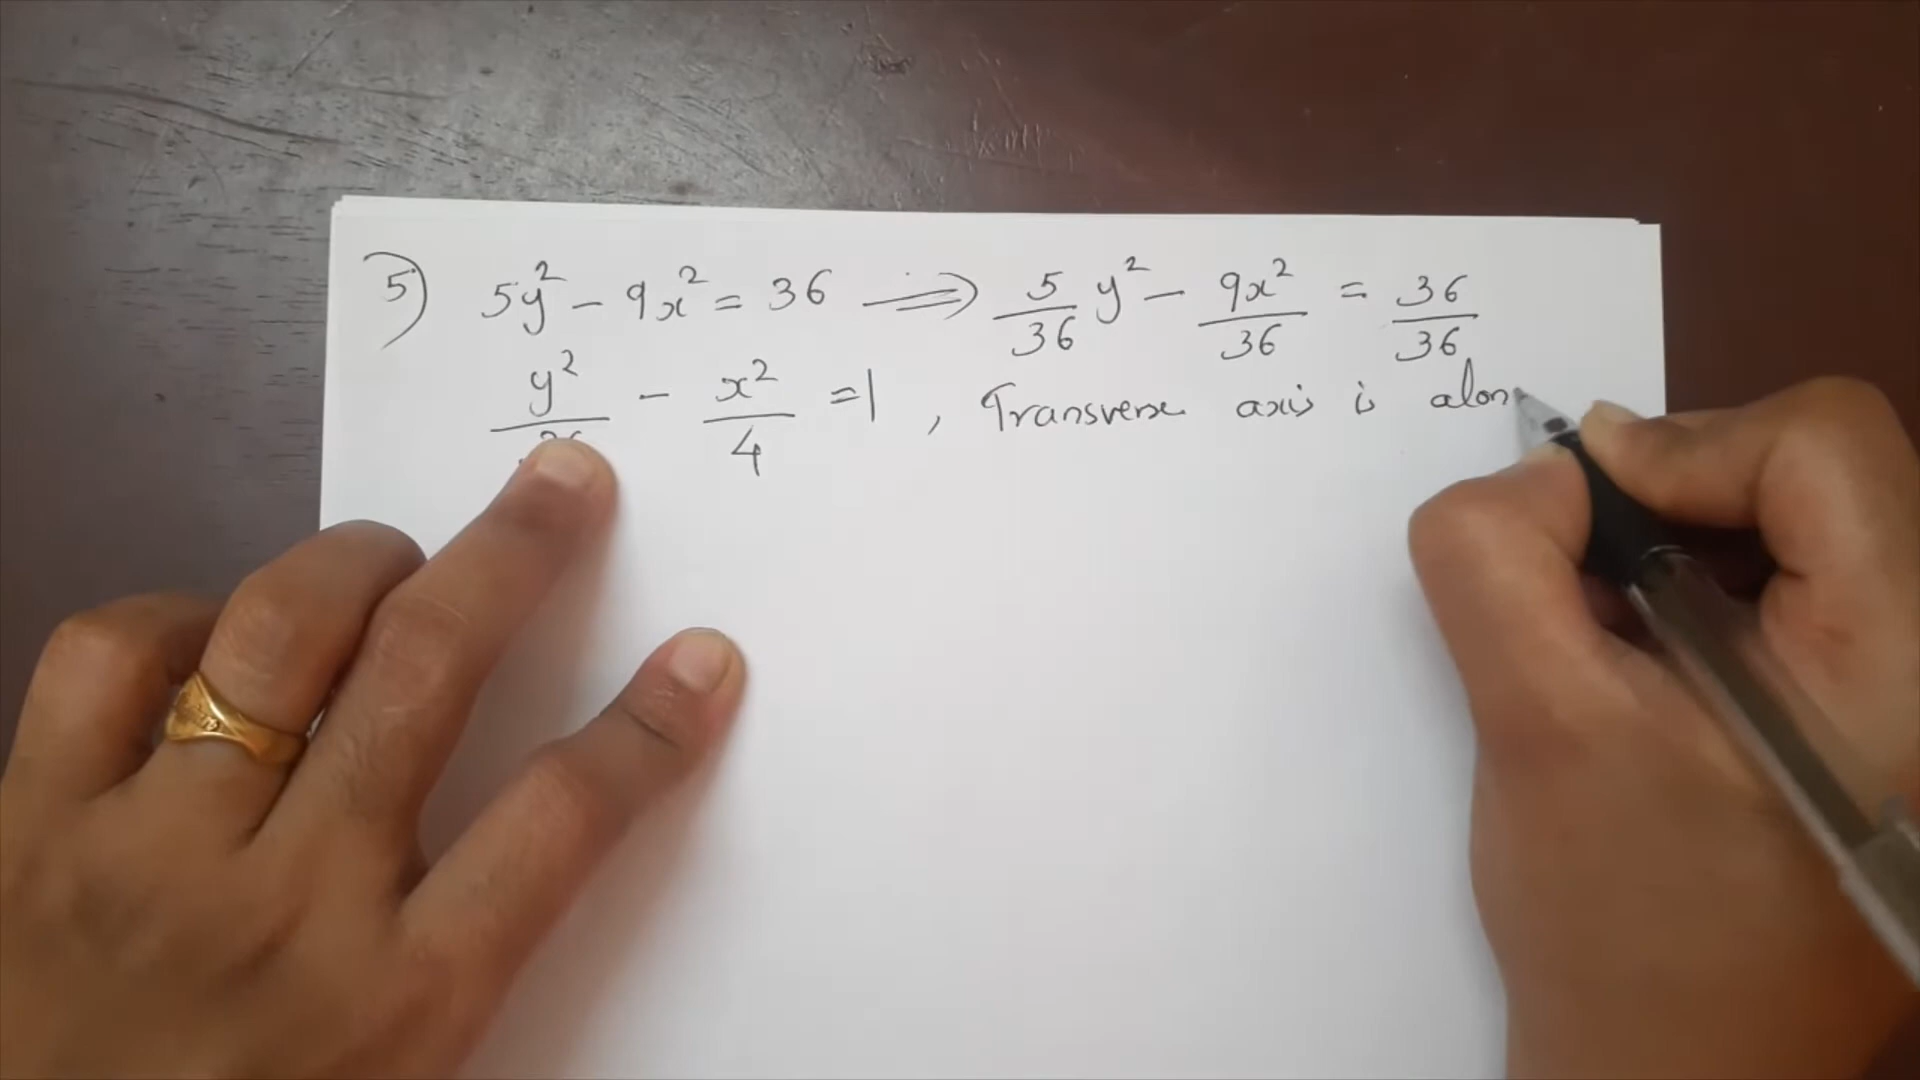 5) 5y² - 9x² = 36 ⟹ 5/36 y² - 9x²/36 = 36/36
y²/36 - x²/4 = 1 , Transverse axis is alon